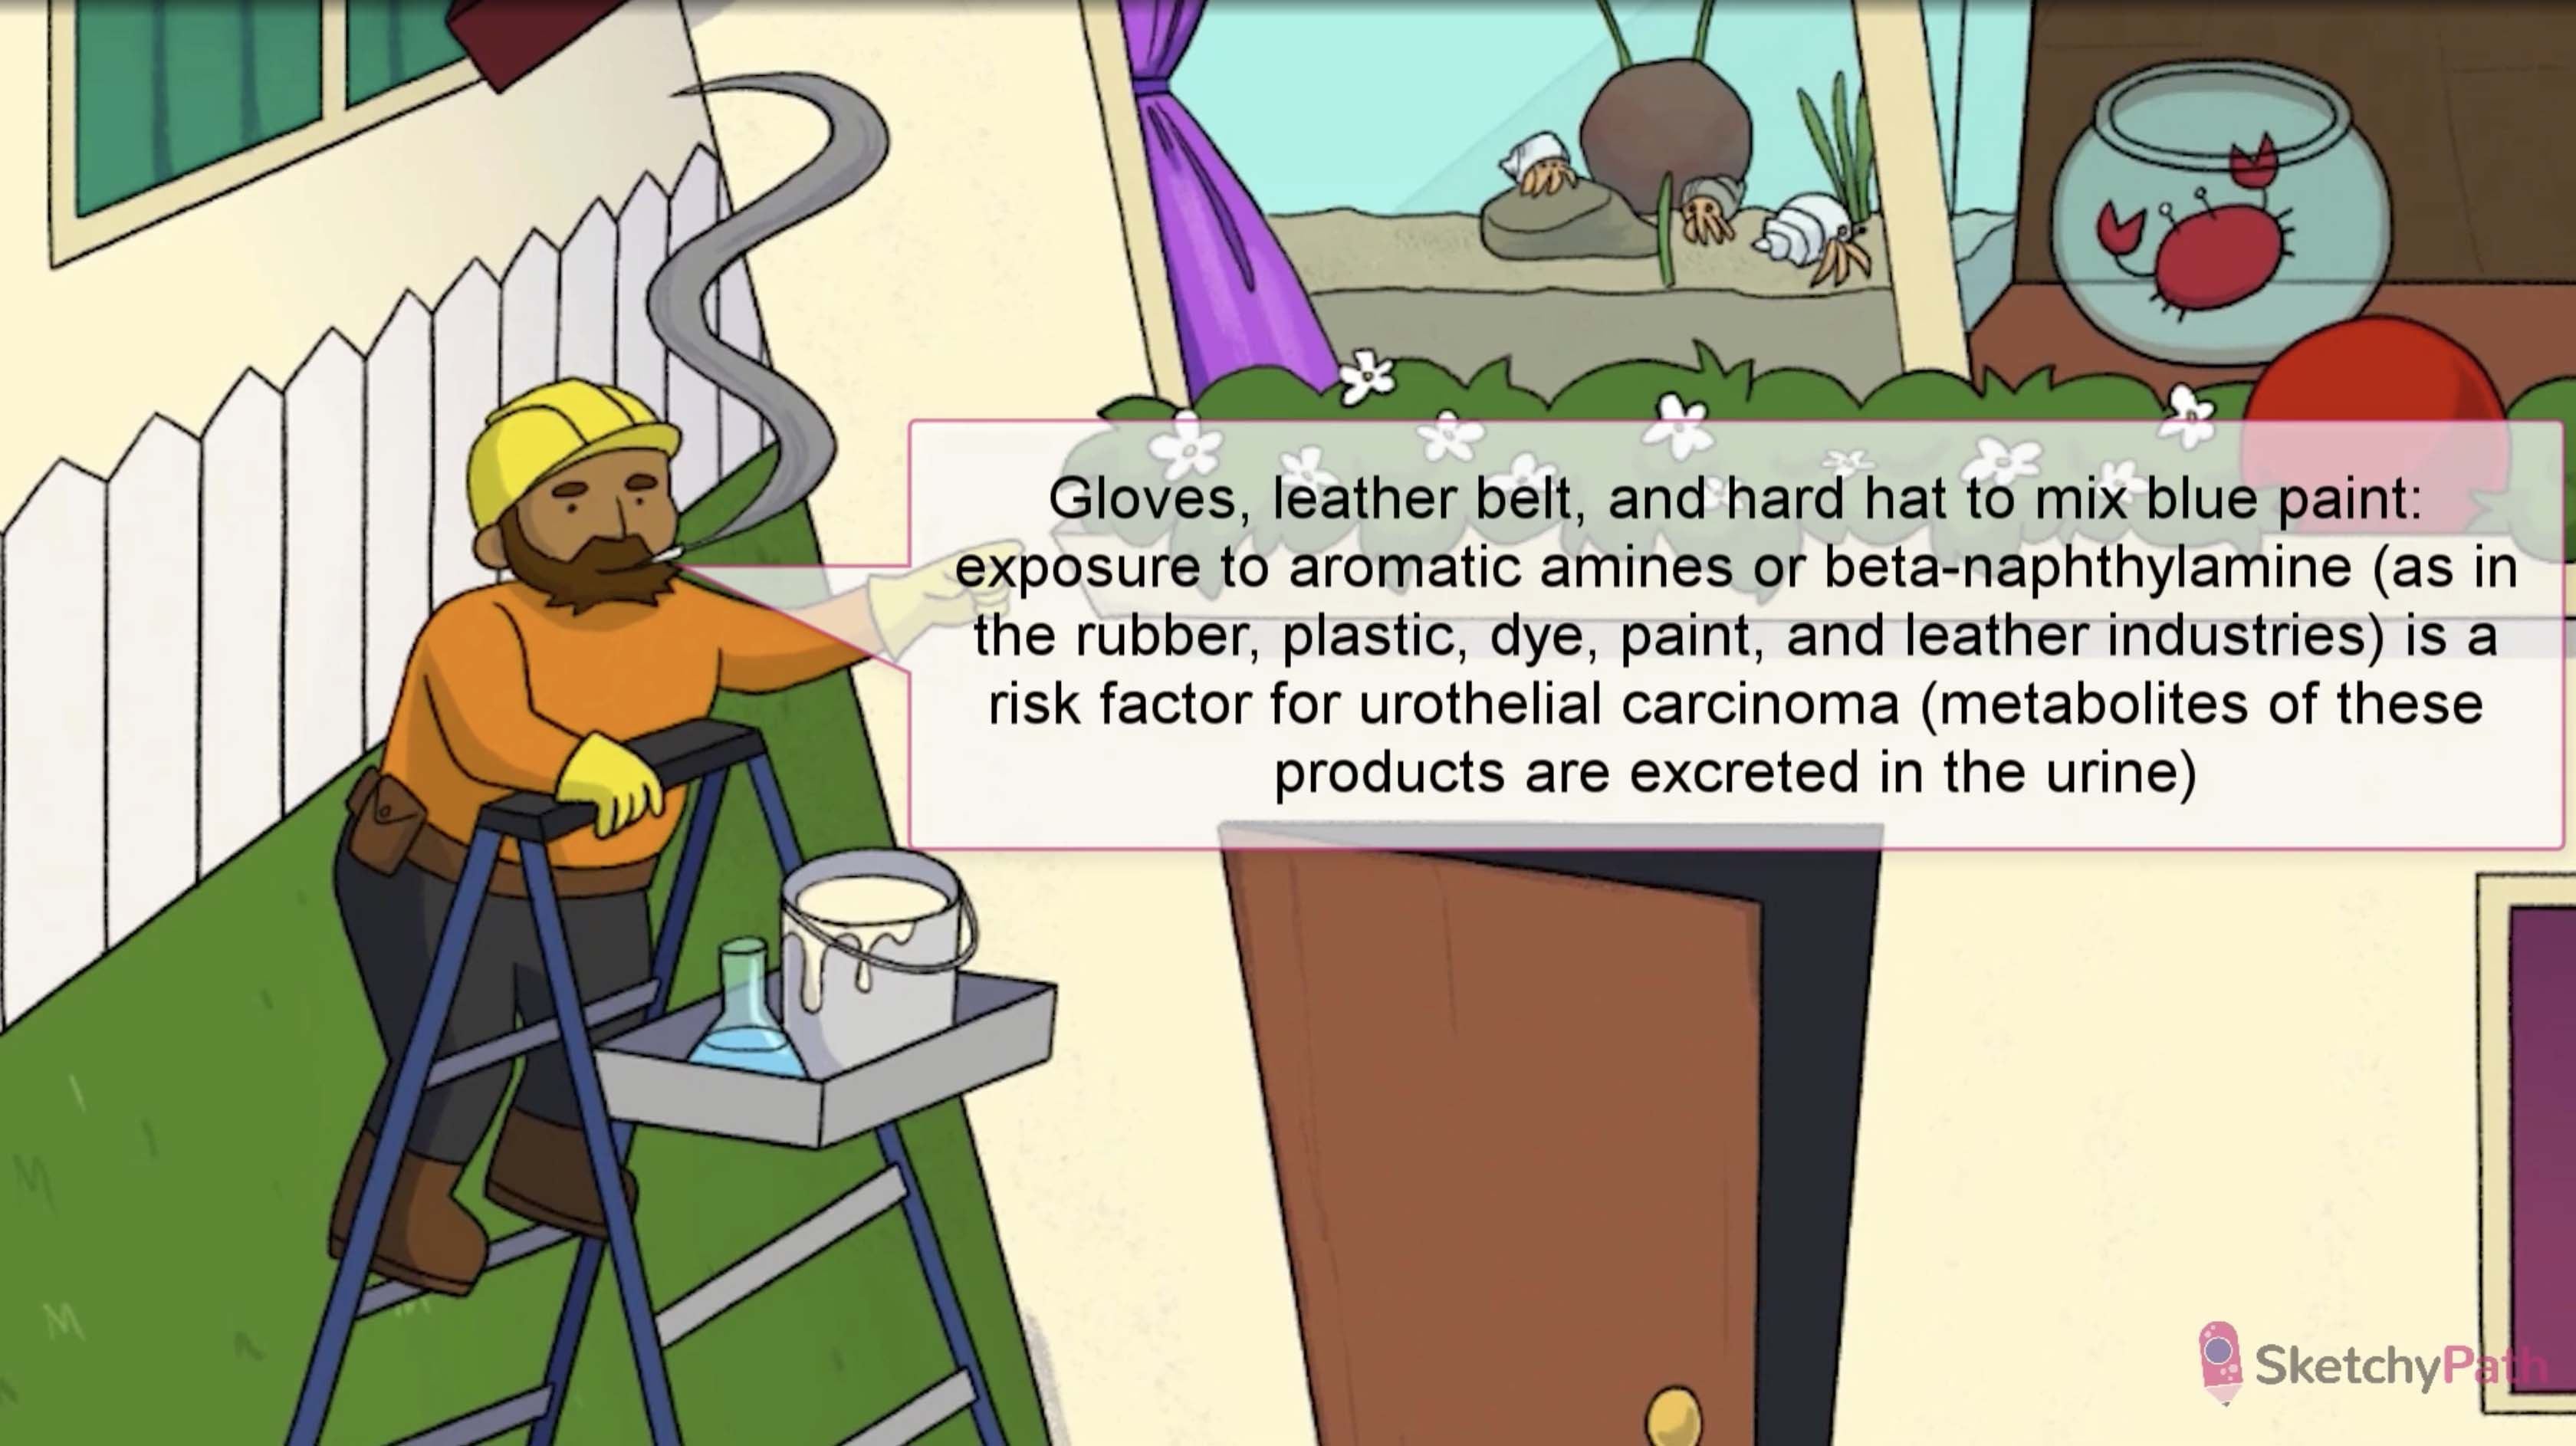 Gloves, leather belt, and hard hat to mix blue paint:
exposure to aromatic amines or beta-naphthylamine (as in
the rubber, plastic, dye, paint, and leather industries) is a
risk factor for urothelial carcinoma (metabolites of these
products are excreted in the urine)
SketchyPath